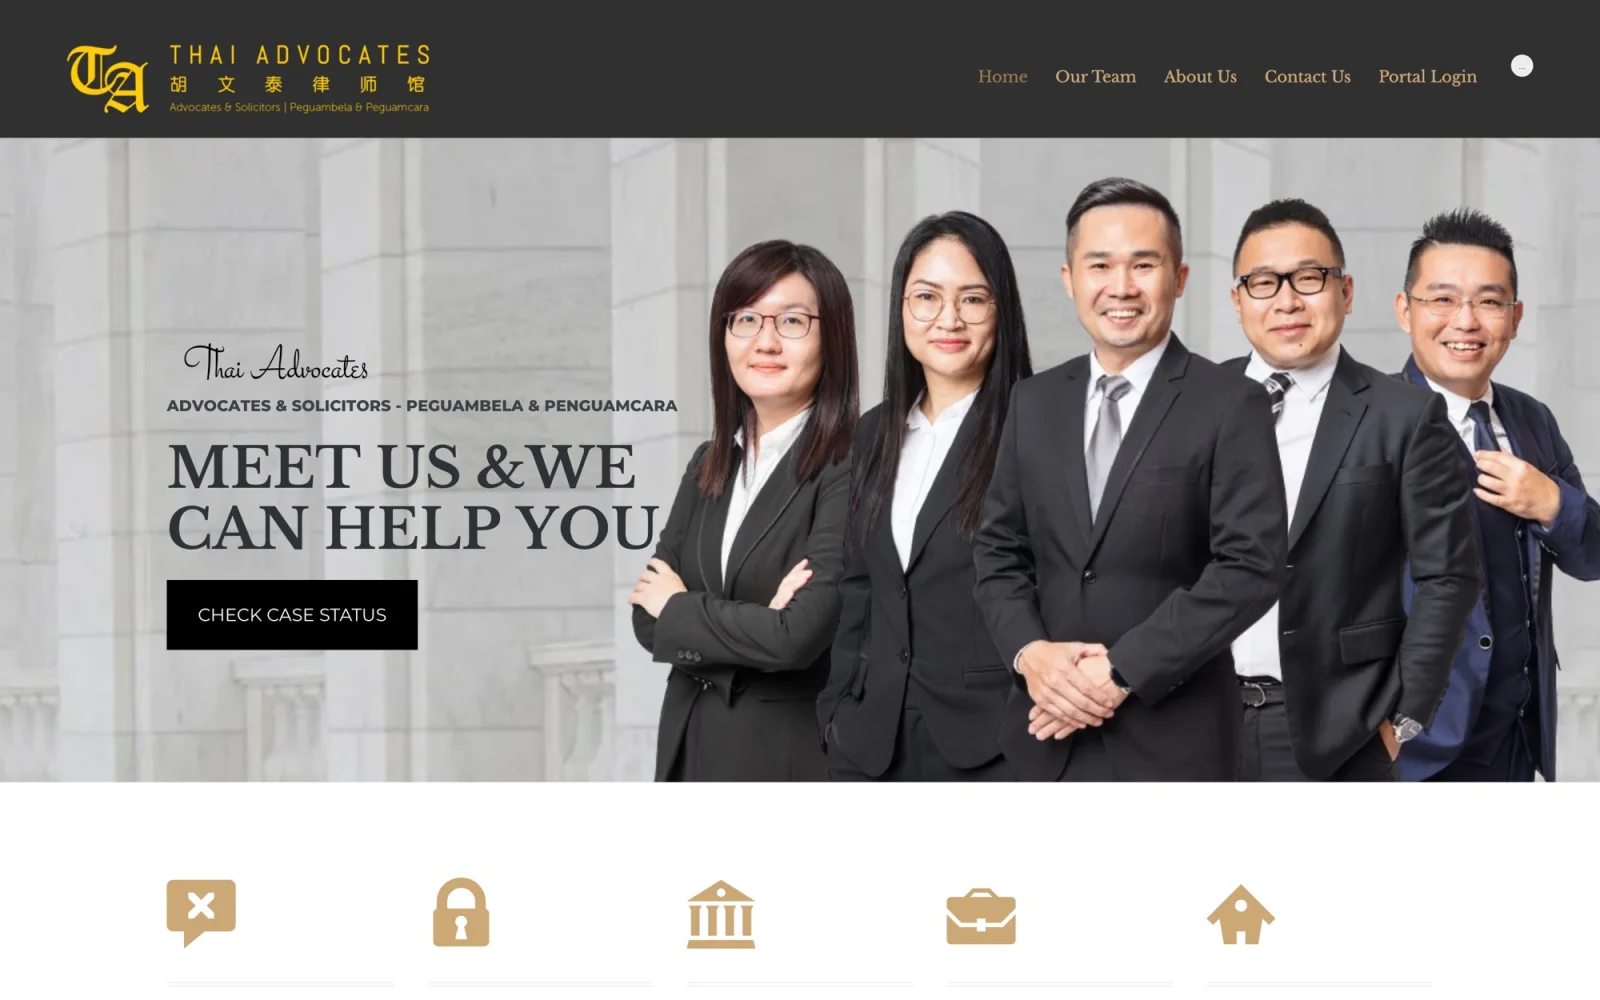 THAI ADVOCATES
胡文泰律师馆
Advocates & Solicitors | Peguambela & Peguamcara
Home Our Team About Us Contact Us Portal Login
Thai Advocates
ADVOCATES & SOLICITORS - PEGUAMBELA & PENGUAMCARA
MEET US &WE
CAN HELP YOU
CHECK CASE STATUS